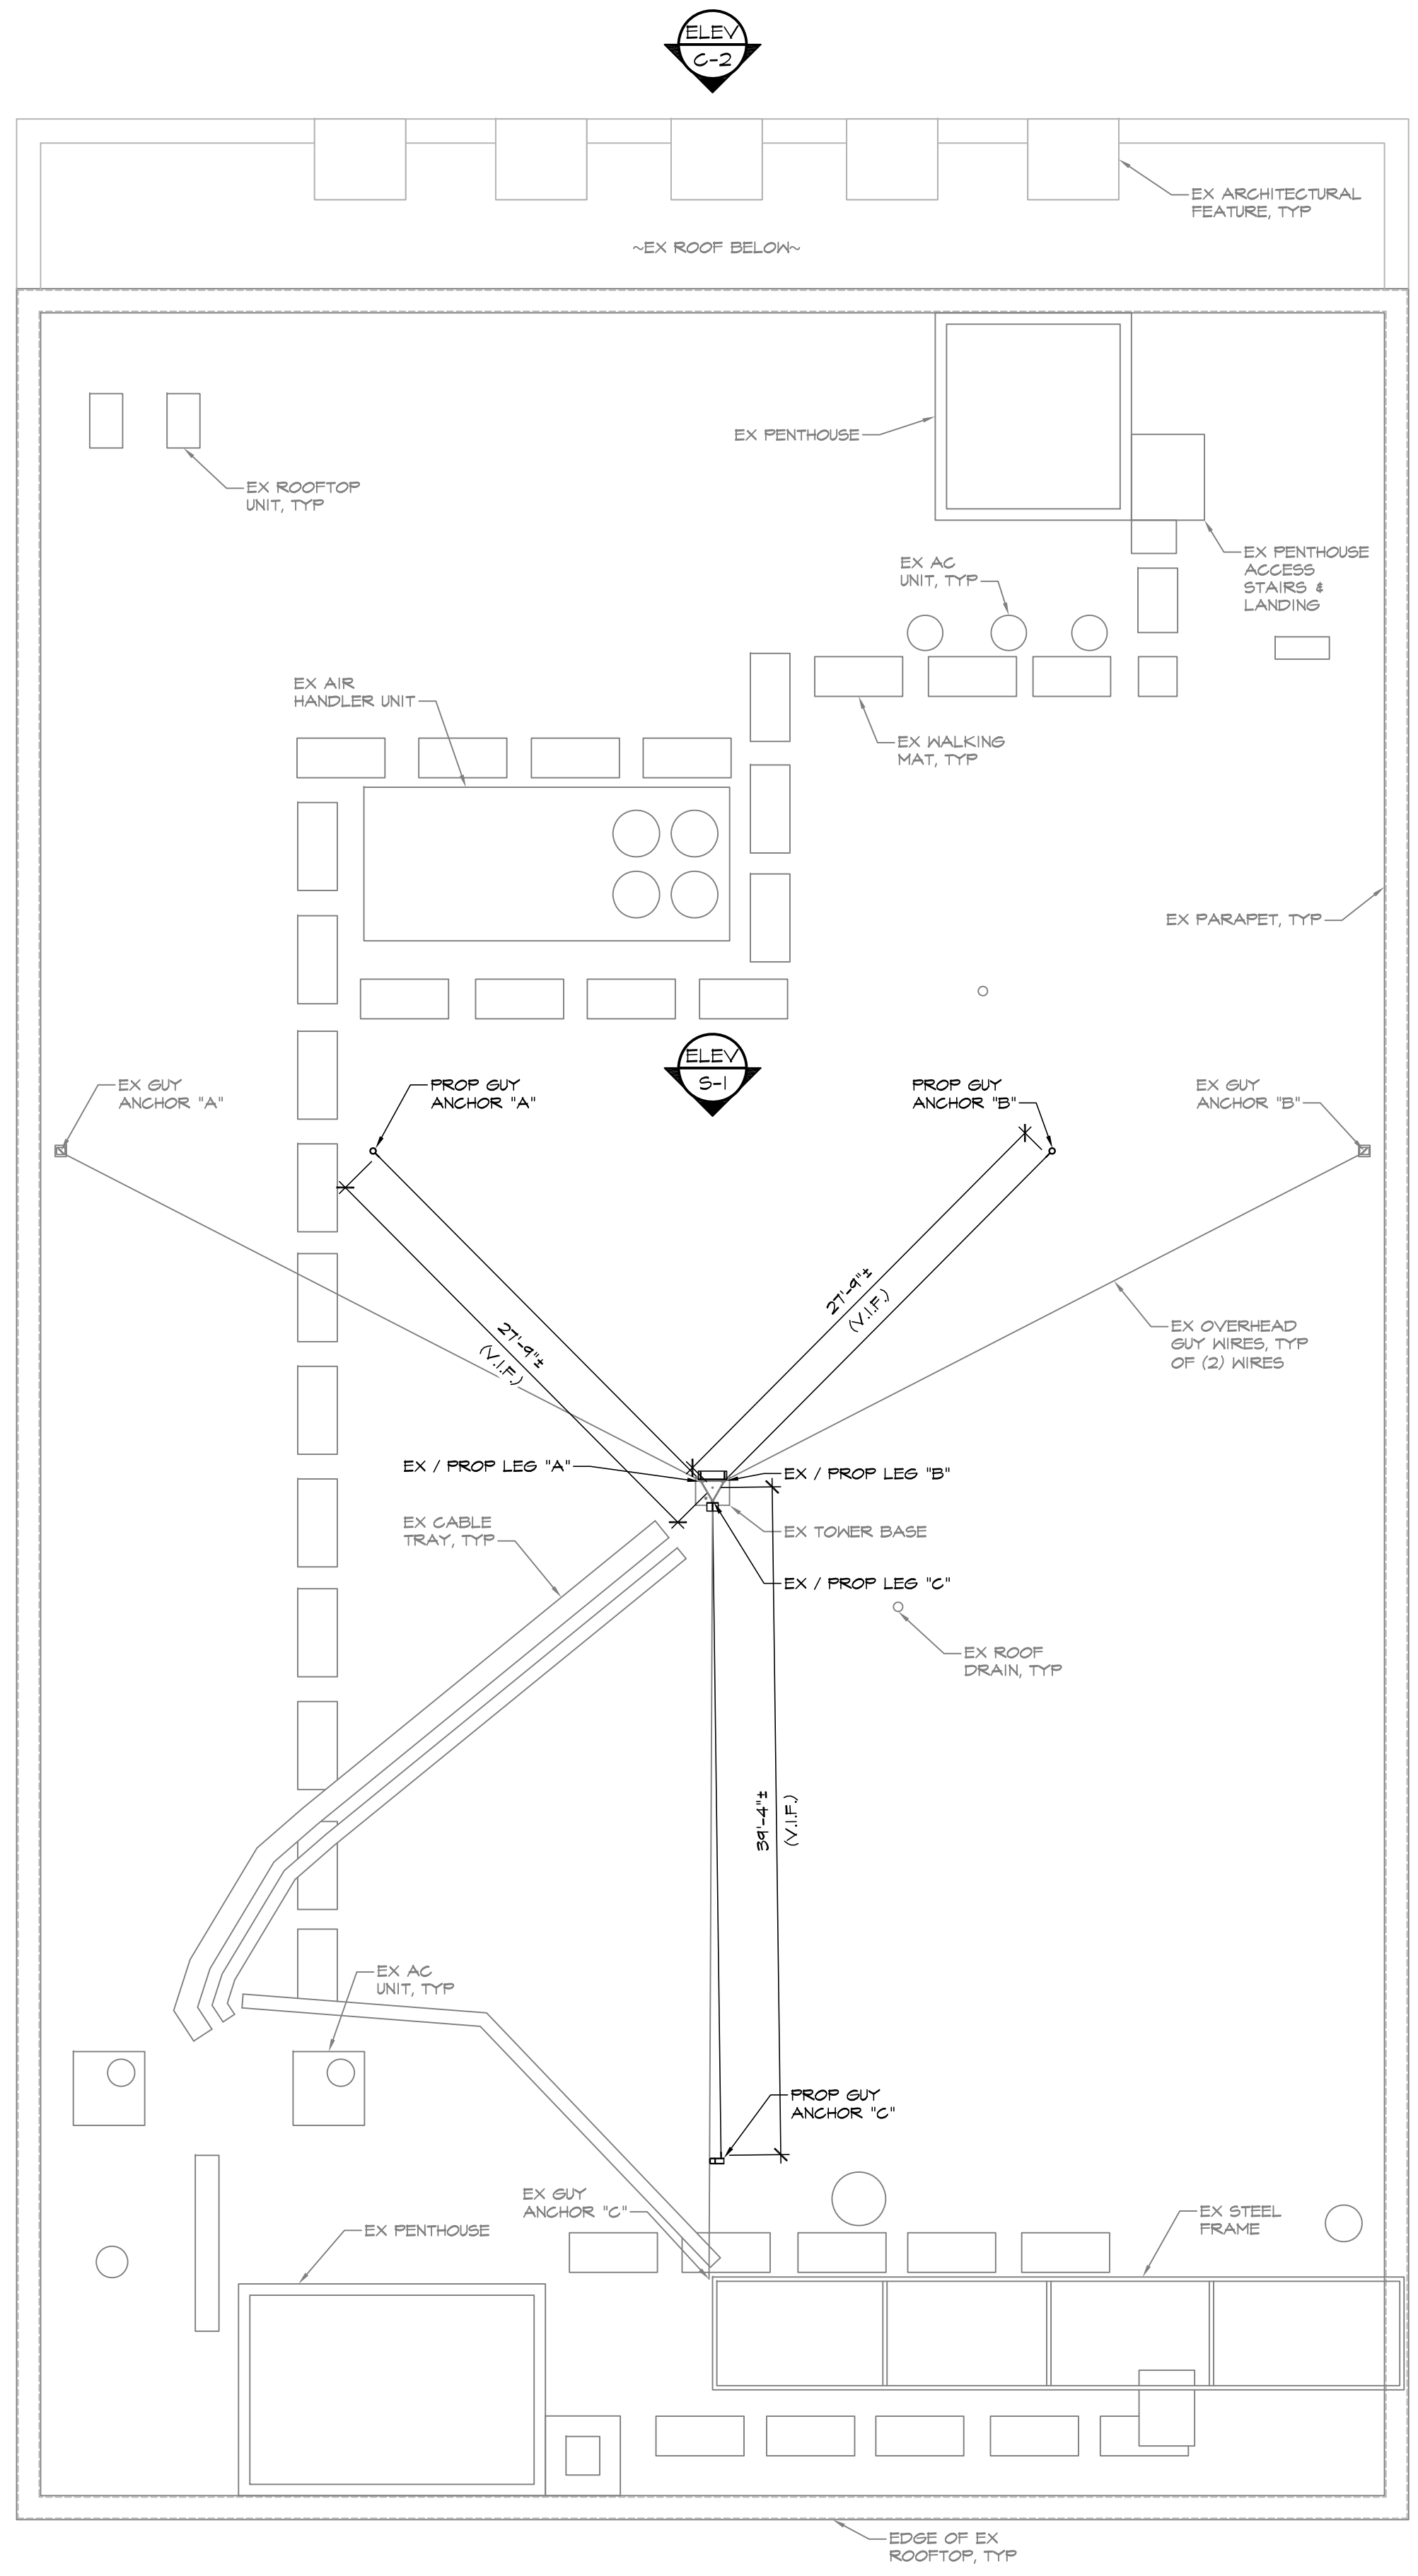 ELEV
C-2
EX ARCHITECTURAL
FEATURE, TYP
~EX ROOF BELOW~
EX PENTHOUSE
EX ROOFTOP
UNIT, TYP
EX PENTHOUSE
ACCESS
STAIRS &
LANDING
EX AC
UNIT, TYP
EX AIR
HANDLER UNIT
EX WALKING
MAT, TYP
EX PARAPET, TYP
ELEV
S-1
EX GUY
ANCHOR "A"
PROP GUY
ANCHOR "A"
PROP GUY
ANCHOR "B"
EX GUY
ANCHOR "B"
27'-9"±
(V.I.F.)
27'-9"±
(V.I.F.)
EX OVERHEAD
GUY WIRES, TYP
OF (2) WIRES
EX / PROP LEG "A"
EX / PROP LEG "B"
EX CABLE
TRAY, TYP
EX TOWER BASE
EX / PROP LEG "C"
EX ROOF
DRAIN, TYP
39'-4"±
(V.I.F.)
EX AC
UNIT, TYP
PROP GUY
ANCHOR "C"
EX GUY
ANCHOR "C"
EX STEEL
FRAME
EX PENTHOUSE
EDGE OF EX
ROOFTOP, TYP